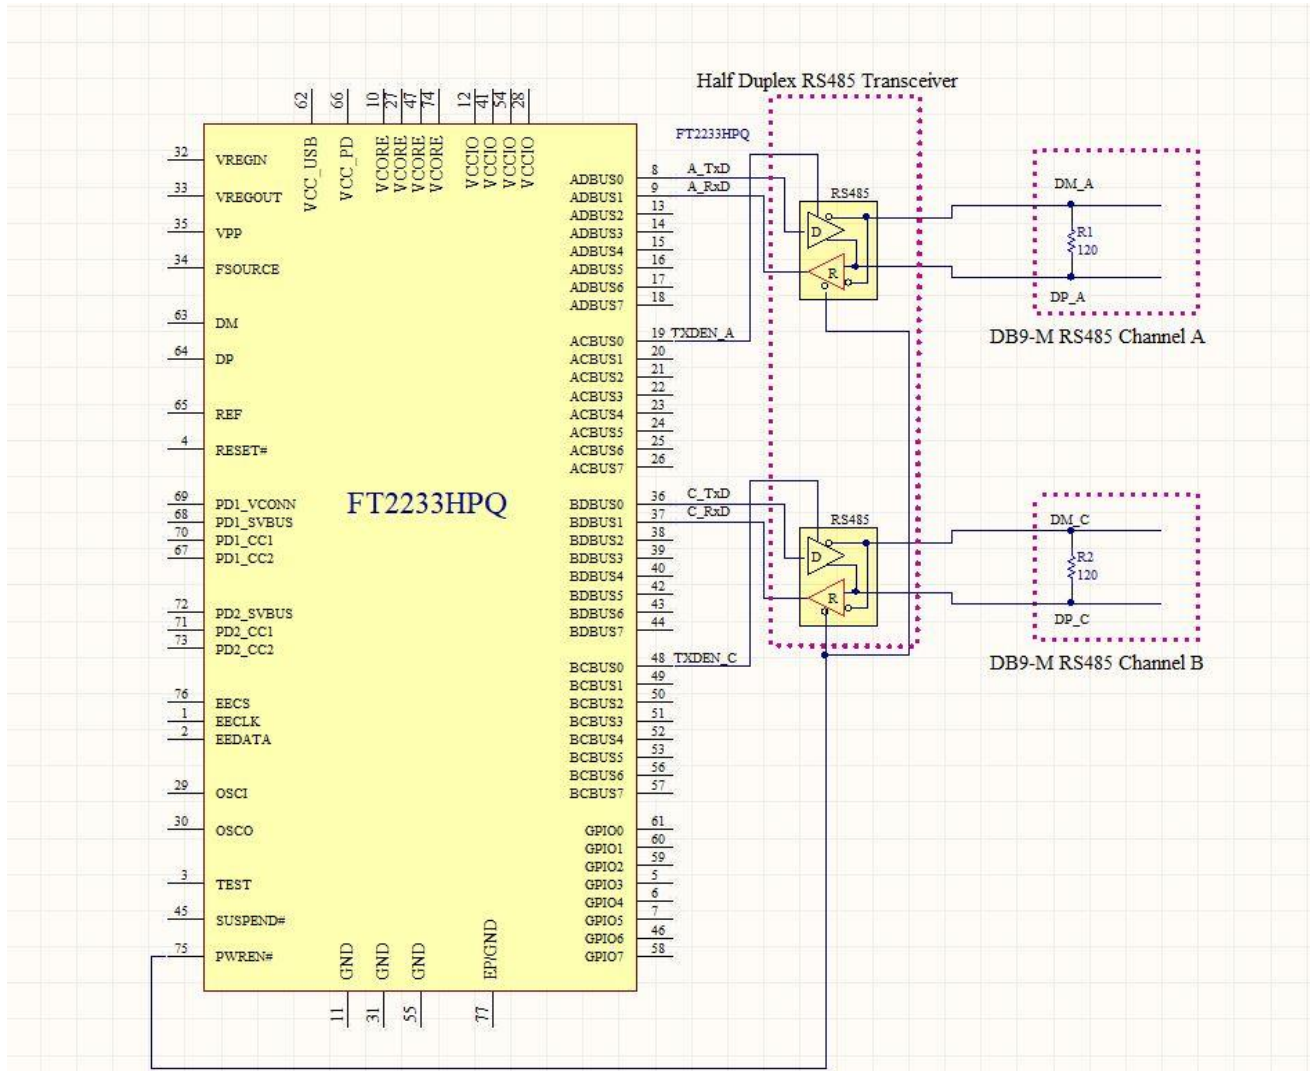 Half Duplex RS485 Transceiver
62
66
10
27
47
74
12
41
54
28
VCC_USB
VCC_PD
VCORE
VCORE
VCORE
VCORE
VCCIO
VCCIO
VCCIO
VCCIO
FT2233HPQ
32 VREGIN
33 VREGOUT
35 VPP
34 FSOURCE
63 DM
64 DP
65 REF
4 RESET#
69 PD1_VCONN
68 PD1_SVBUS
70 PD1_CC1
67 PD1_CC2
72 PD2_SVBUS
71 PD2_CC1
73 PD2_CC2
76 EECS
1 EECLK
2 EEDATA
29 OSCI
30 OSCO
3 TEST
45 SUSPEND#
75 PWREN#
FT2233HPQ
ADBUS0 8 A_TxD
ADBUS1 9 A_RxD
ADBUS2 13
ADBUS3 14
ADBUS4 15
ADBUS5 16
ADBUS6 17
ADBUS7 18
ACBUS0 19 TXDEN_A
ACBUS1 20
ACBUS2 21
ACBUS3 22
ACBUS4 23
ACBUS5 24
ACBUS6 25
ACBUS7 26
BDBUS0 36 C_TxD
BDBUS1 37 C_RxD
BDBUS2 38
BDBUS3 39
BDBUS4 40
BDBUS5 42
BDBUS6 43
BDBUS7 44
BCBUS0 48 TXDEN_C
BCBUS1 49
BCBUS2 50
BCBUS3 51
BCBUS4 52
BCBUS5 53
BCBUS6 56
BCBUS7 57
GPIO0 61
GPIO1 60
GPIO2 59
GPIO3 5
GPIO4 6
GPIO5 7
GPIO6 46
GPIO7 58
GND
GND
GND
EP/GND
11
31
55
77
RS485
D
R
DM_A
R1
120
DP_A
DB9-M RS485 Channel A
RS485
D
R
DM_C
R2
120
DP_C
DB9-M RS485 Channel B